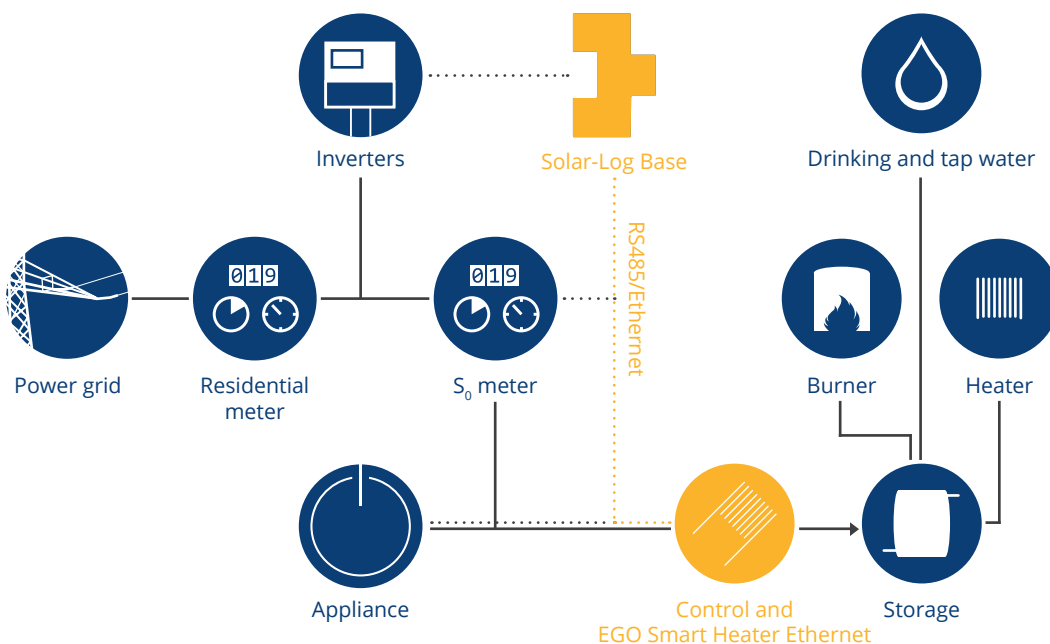 Inverters
Solar-Log Base
Drinking and tap water
RS485/Ethernet
019
019
Power grid
Residential
meter
S₀ meter
Burner
Heater
Appliance
Control and
EGO Smart Heater Ethernet
Storage